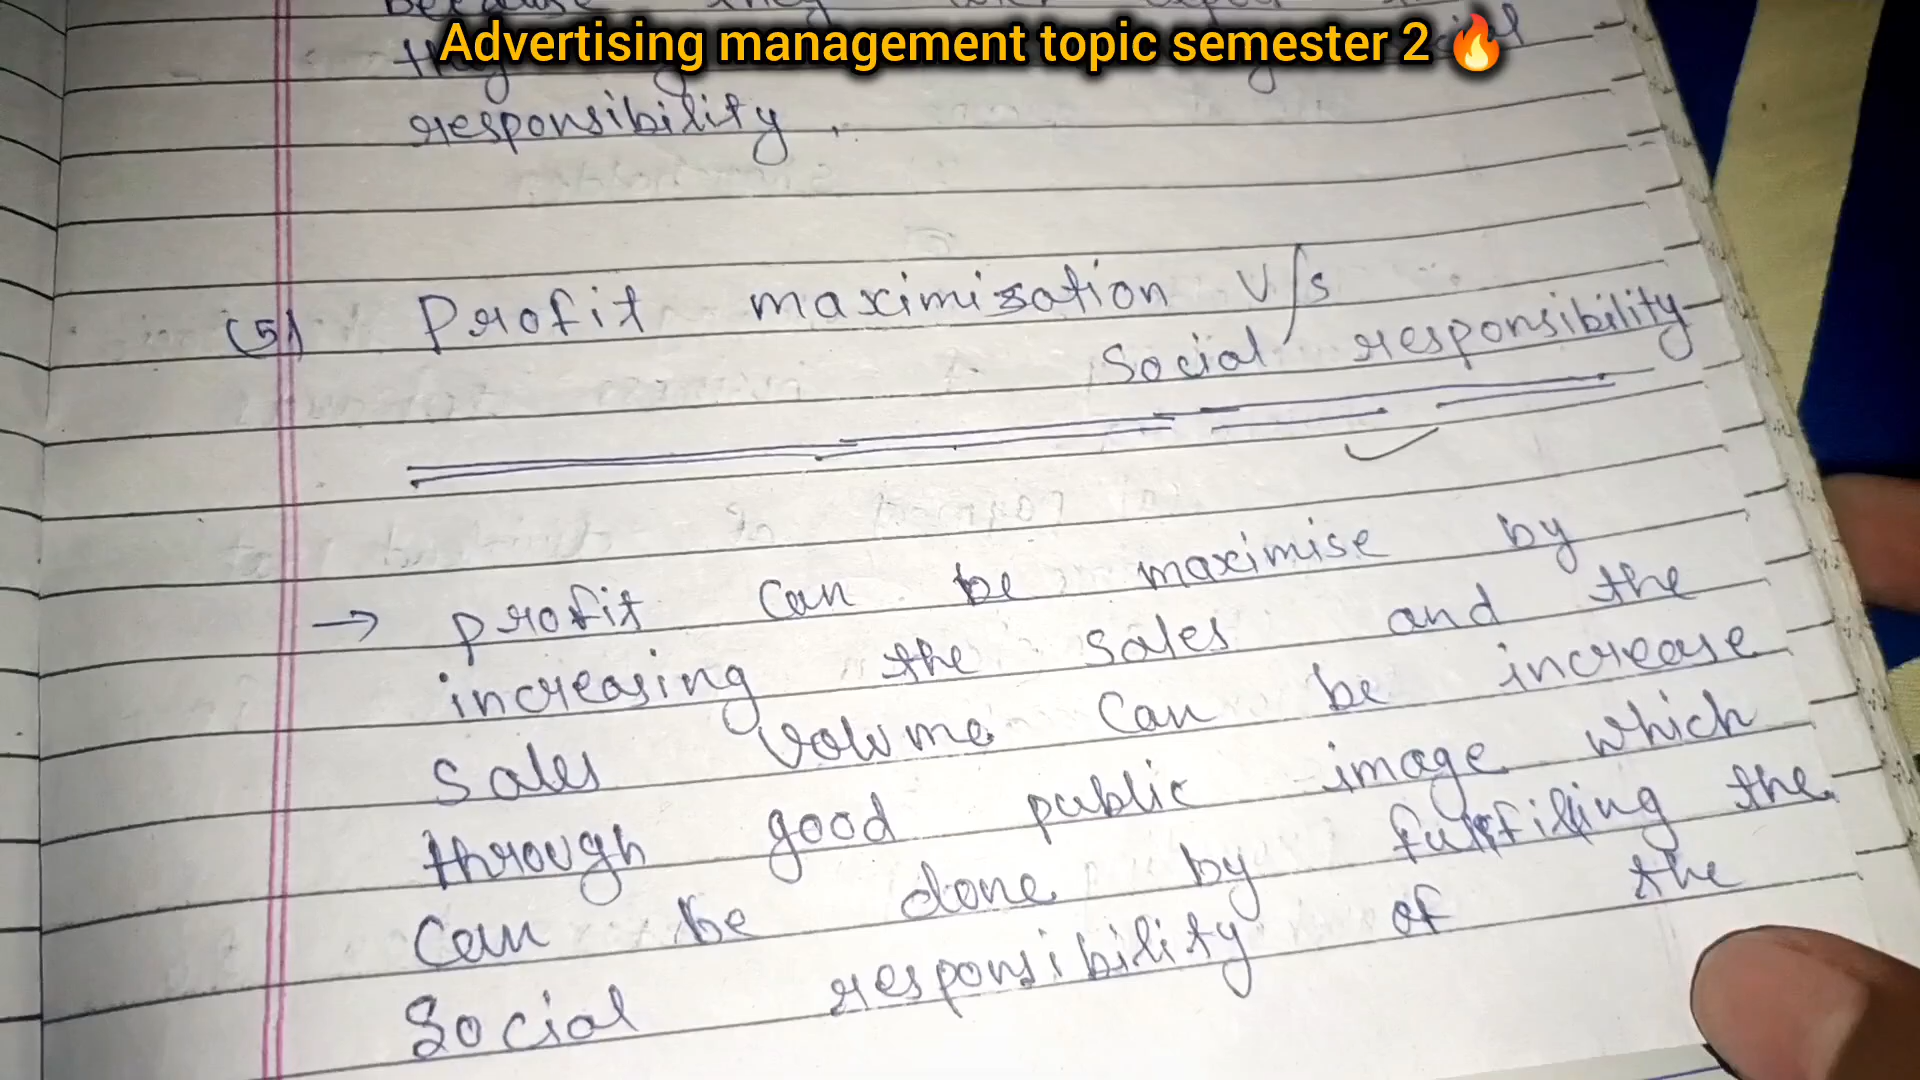 Advertising management topic semester 2 🔥
because they
responsibility.
(5) Profit maximisation V/s
Social responsibility
→ profit can be maximise by
increasing the sales and the
sales volume can be increase
through good public image which
can be done by fulfilling the
Social responsibility of the